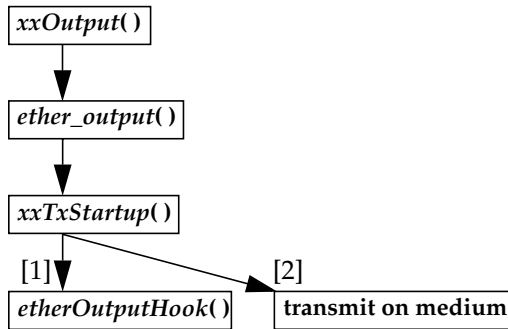 xxOutput( )
ether_output( )
xxTxStartup( )
[1] [2]
etherOutputHook( ) transmit on medium